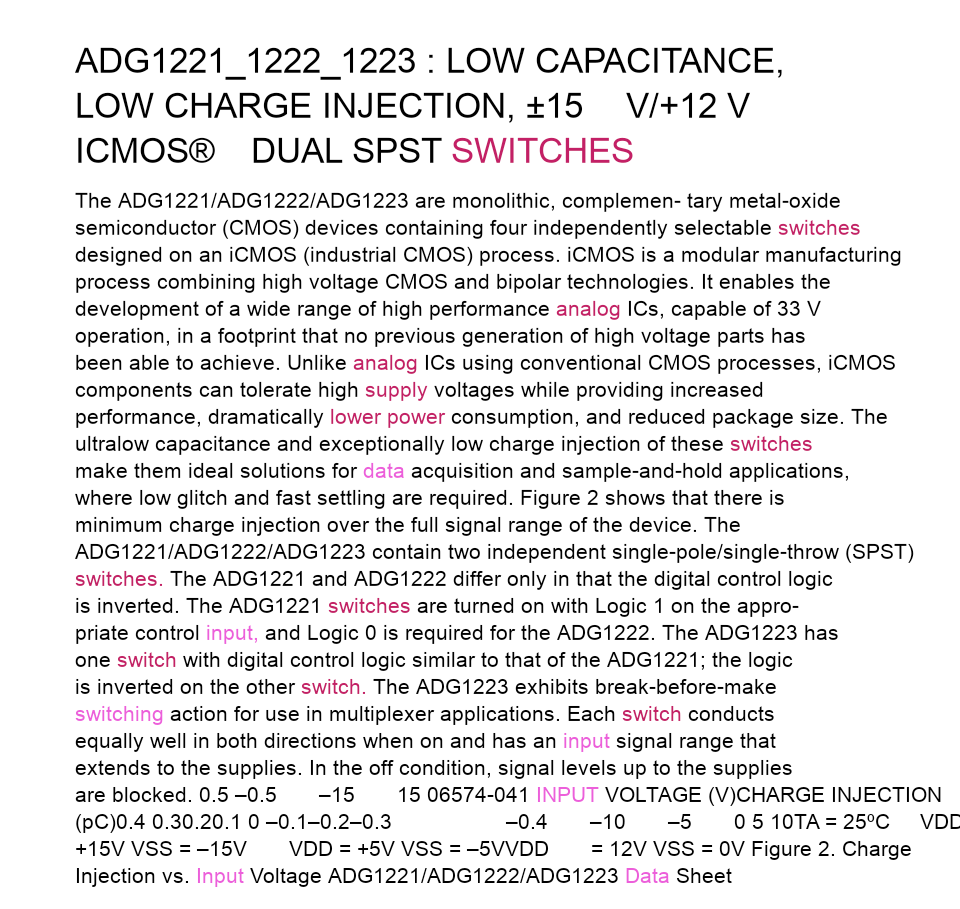 ADG1221_1222_1223 : LOW CAPACITANCE,
LOW CHARGE INJECTION, ±15 V/+12 V
ICMOS® DUAL SPST SWITCHES
The ADG1221/ADG1222/ADG1223 are monolithic, complemen- tary metal-oxide
semiconductor (CMOS) devices containing four independently selectable switches
designed on an iCMOS (industrial CMOS) process. iCMOS is a modular manufacturing
process combining high voltage CMOS and bipolar technologies. It enables the
development of a wide range of high performance analog ICs, capable of 33 V
operation, in a footprint that no previous generation of high voltage parts has
been able to achieve. Unlike analog ICs using conventional CMOS processes, iCMOS
components can tolerate high supply voltages while providing increased
performance, dramatically lower power consumption, and reduced package size. The
ultralow capacitance and exceptionally low charge injection of these switches
make them ideal solutions for data acquisition and sample-and-hold applications,
where low glitch and fast settling are required. Figure 2 shows that there is
minimum charge injection over the full signal range of the device. The
ADG1221/ADG1222/ADG1223 contain two independent single-pole/single-throw (SPST)
switches. The ADG1221 and ADG1222 differ only in that the digital control logic
is inverted. The ADG1221 switches are turned on with Logic 1 on the appro-
priate control input, and Logic 0 is required for the ADG1222. The ADG1223 has
one switch with digital control logic similar to that of the ADG1221; the logic
is inverted on the other switch. The ADG1223 exhibits break-before-make
switching action for use in multiplexer applications. Each switch conducts
equally well in both directions when on and has an input signal range that
extends to the supplies. In the off condition, signal levels up to the supplies
are blocked. 0.5 –0.5 –15 15 06574-041 INPUT VOLTAGE (V)CHARGE INJECTION
(pC)0.4 0.30.20.1 0 –0.1–0.2–0.3 –0.4 –10 –5 0 5 10TA = 25ºC VDD
+15V VSS = –15V VDD = +5V VSS = –5VVDD = 12V VSS = 0V Figure 2. Charge
Injection vs. Input Voltage ADG1221/ADG1222/ADG1223 Data Sheet